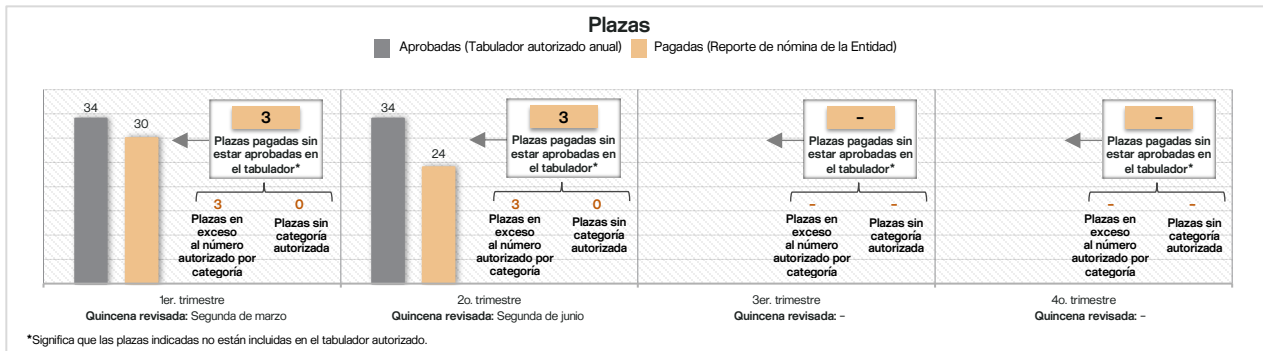 Plazas
Aprobadas (Tabulador autorizado anual) Pagadas (Reporte de nómina de la Entidad)
34
30
3
Plazas pagadas sin
estar aprobadas en
el tabulador*
3
0
Plazas en
exceso
al número
autorizado por
categoría
Plazas sin
categoría
autorizada
1er. trimestre
Quincena revisada: Segunda de marzo
34
24
3
Plazas pagadas sin
estar aprobadas en
el tabulador*
3
0
Plazas en
exceso
al número
autorizado por
categoría
Plazas sin
categoría
autorizada
2o. trimestre
Quincena revisada: Segunda de junio
-
Plazas pagadas sin
estar aprobadas en
el tabulador*
-
-
Plazas en
exceso
al número
autorizado por
categoría
Plazas sin
categoría
autorizada
3er. trimestre
Quincena revisada: -
-
Plazas pagadas sin
estar aprobadas en
el tabulador*
-
-
Plazas en
exceso
al número
autorizado por
categoría
Plazas sin
categoría
autorizada
4o. trimestre
Quincena revisada: -
*Significa que las plazas indicadas no están incluidas en el tabulador autorizado.